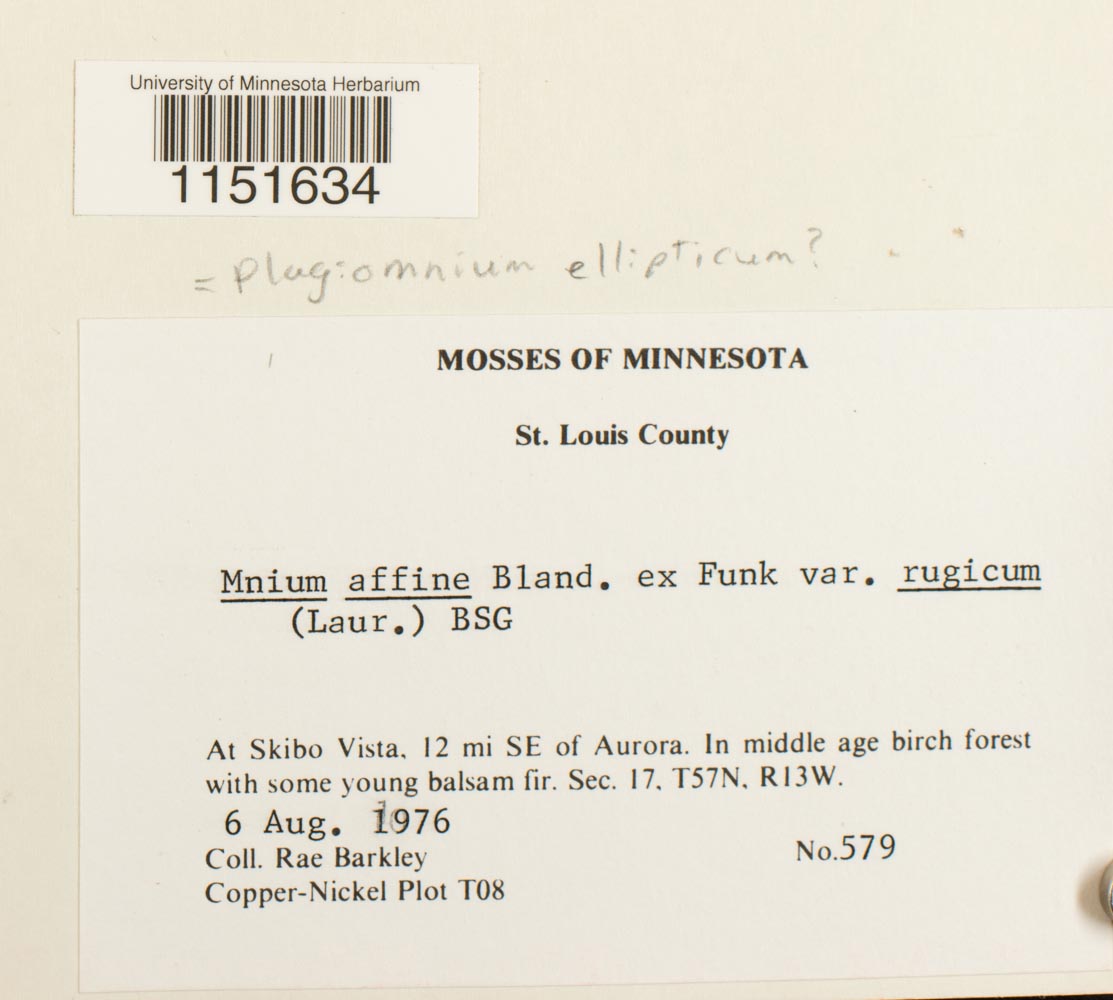 University of Minnesota Herbarium
1151634
= Plagiomnium ellipticum?
MOSSES OF MINNESOTA
St. Louis County
Mnium affine Bland. ex Funk var. rugicum
(Laur.) BSG
At Skibo Vista, 12 mi SE of Aurora. In middle age birch forest
with some young balsam fir. Sec. 17, T57N, R13W.
6 Aug. 1976
Coll. Rae Barkley
No.579
Copper-Nickel Plot T08